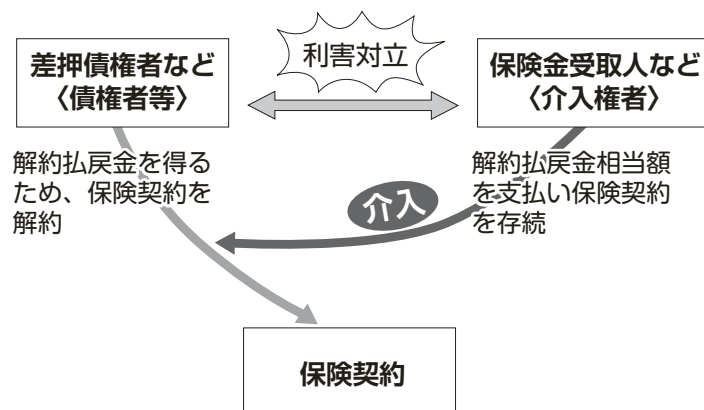 差押債権者など
〈債権者等〉
利害対立
保険金受取人など
〈介入権者〉
解約払戻金を得る
ため、保険契約を
解約
介入
解約払戻金相当額
を支払い保険契約
を存続
保険契約